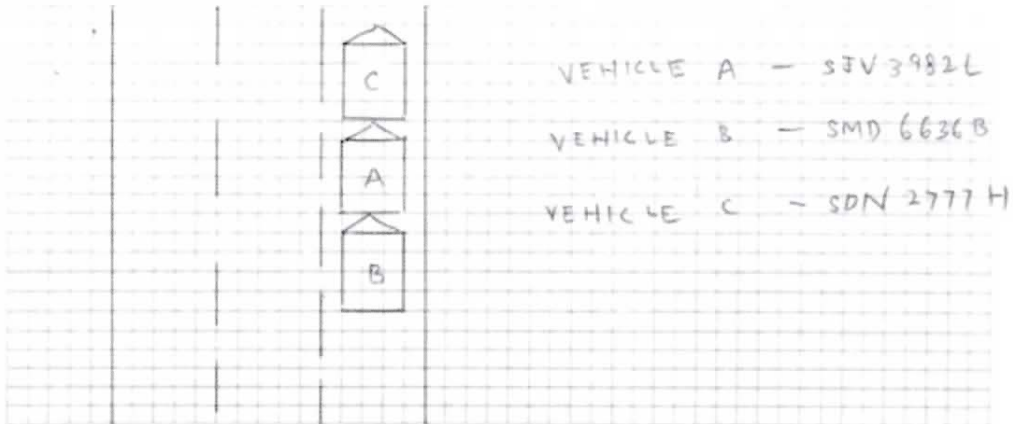 C
VEHICLE A - SJV 3982L
A
VEHICLE B - SMD 6636B
VEHICLE C - SDN 2777H
B